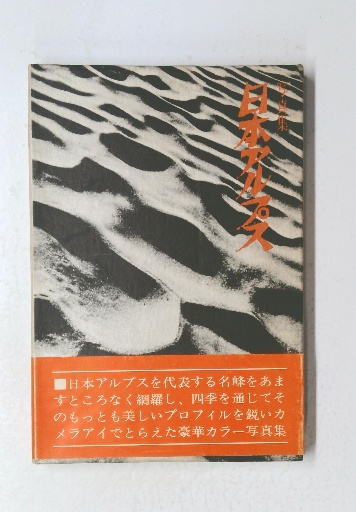 写真集
日本アルプス
■日本アルプスを代表する名峰をあま
すところなく網羅し、四季を通じてそ
のもっとも美しいプロフィルを鋭いカ
メラアイでとらえた豪華カラー写真集